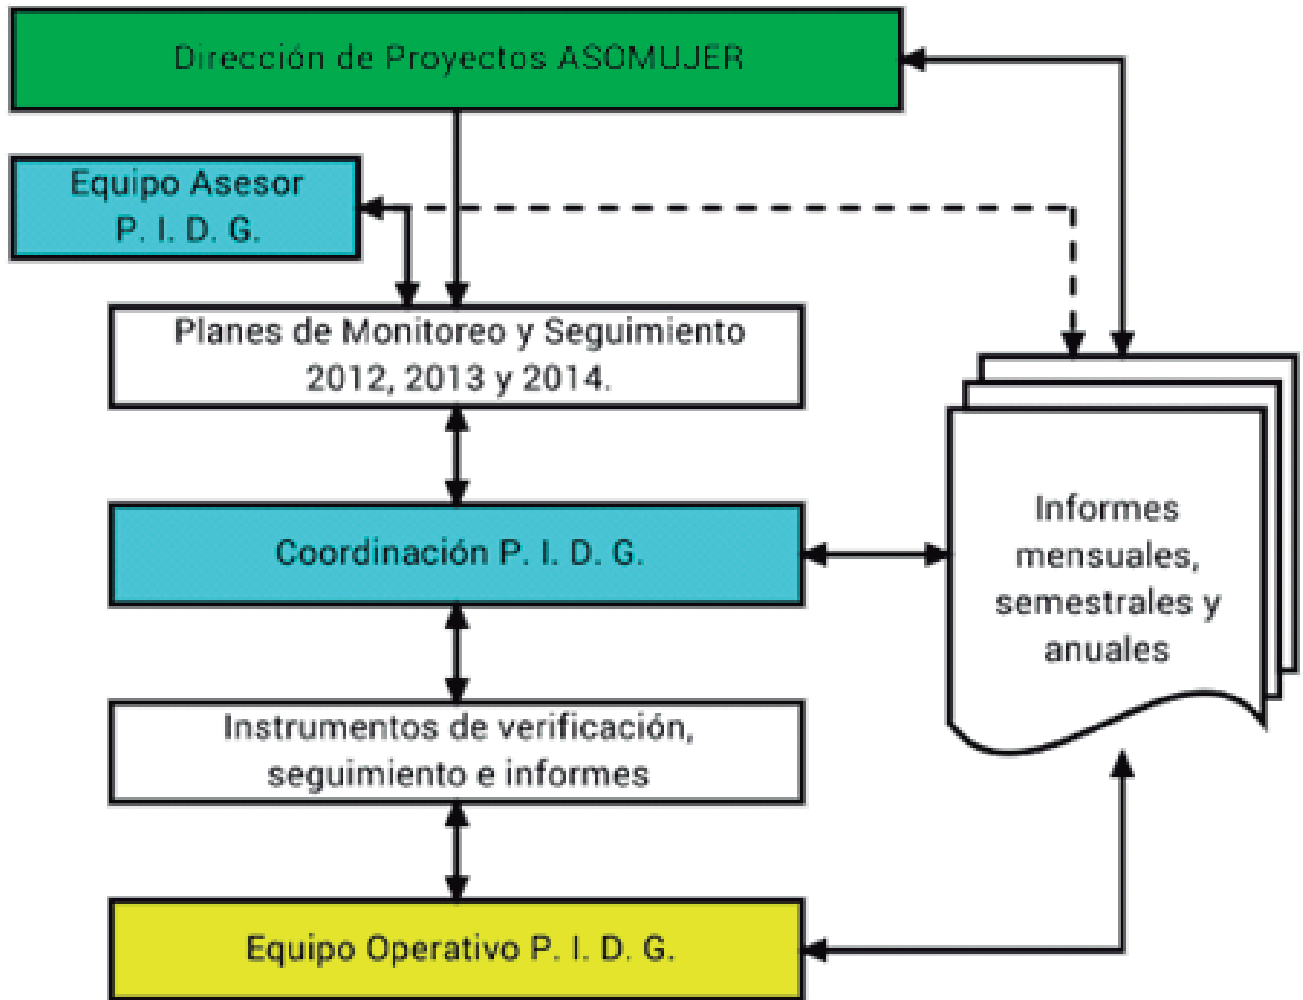 Dirección de Proyectos ASOMUJER
Equipo Asesor
P. I. D. G.
Planes de Monitoreo y Seguimiento
2012, 2013 y 2014.
Coordinación P. I. D. G.
Informes
mensuales,
semestrales y
anuales
Instrumentos de verificación,
seguimiento e informes
Equipo Operativo P. I. D. G.